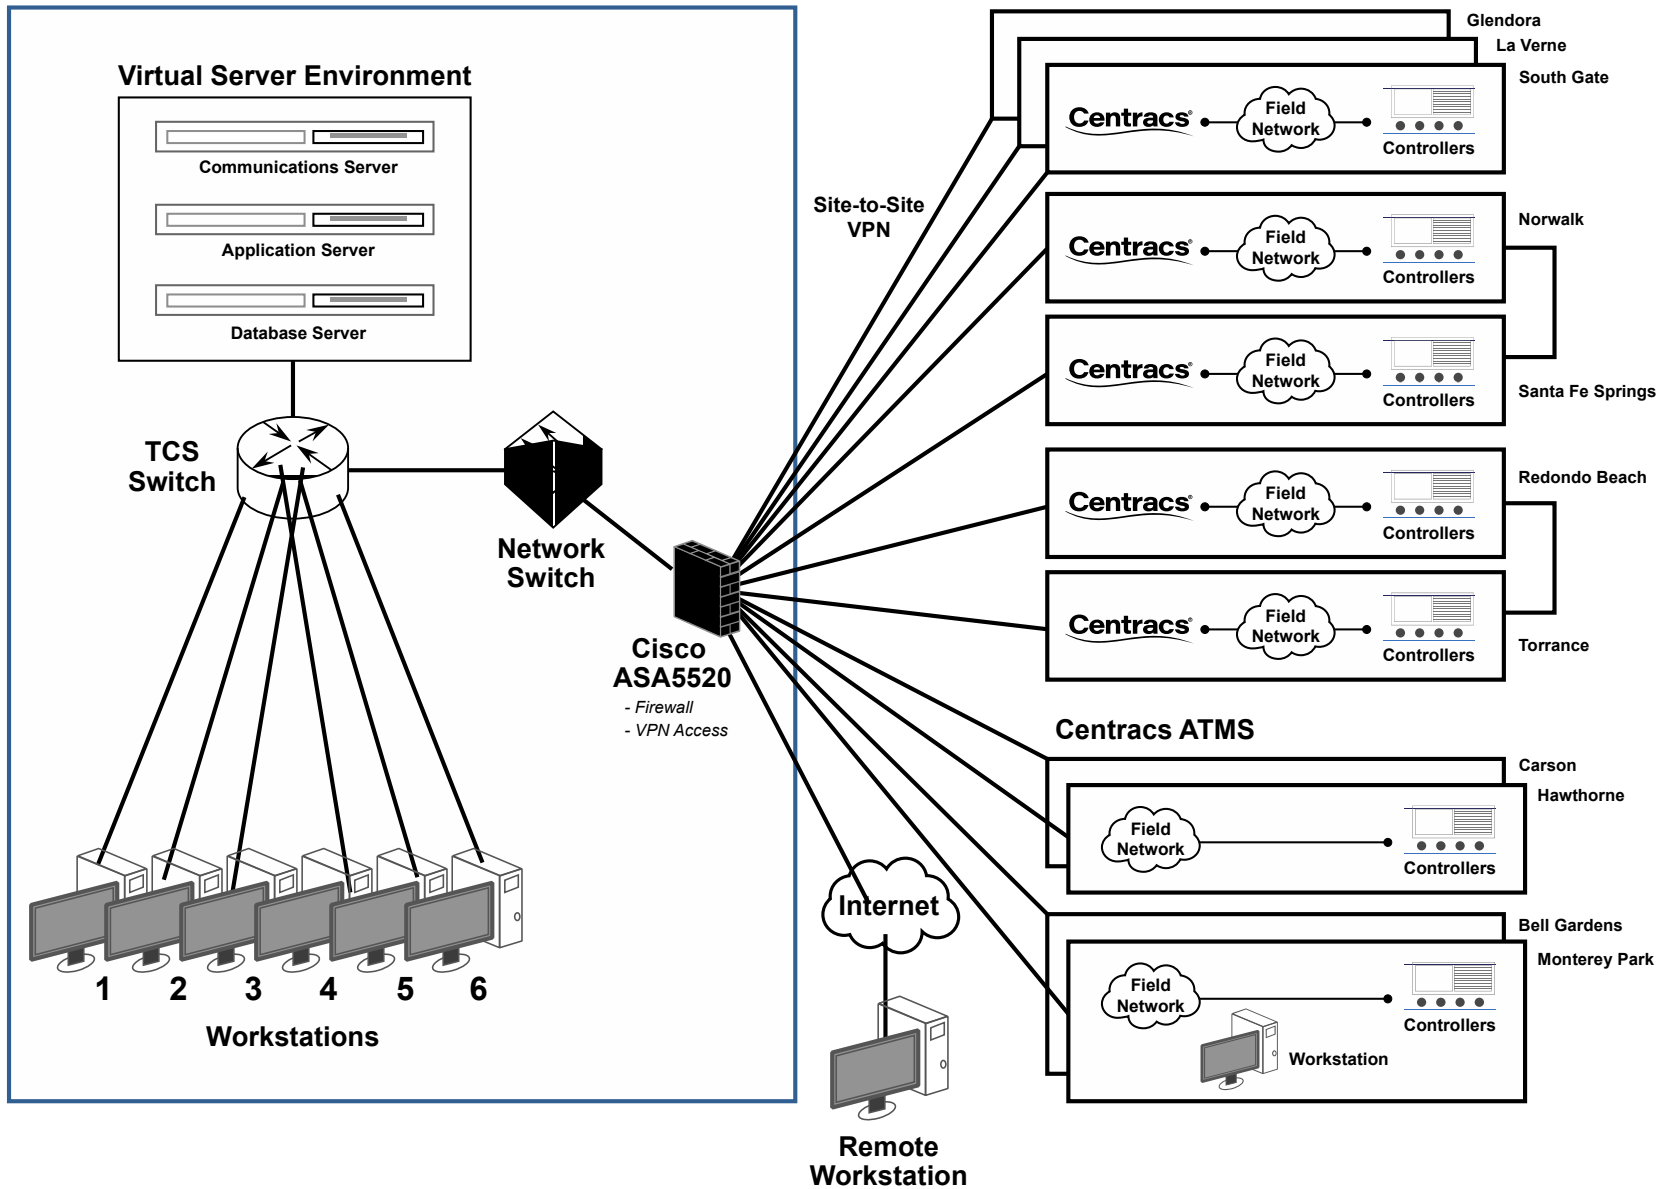 Virtual Server Environment
Communications Server
Application Server
Database Server
TCS
Switch
Network
Switch
Cisco
ASA5520
- Firewall
- VPN Access
1 2 3 4 5 6
Workstations
Site-to-Site
VPN
Internet
Remote
Workstation
Glendora
La Verne
South Gate
Centracs®
Field
Network
Controllers
Norwalk
Centracs®
Field
Network
Controllers
Santa Fe Springs
Centracs®
Field
Network
Controllers
Redondo Beach
Centracs®
Field
Network
Controllers
Torrance
Centracs®
Field
Network
Controllers
Centracs ATMS
Carson
Hawthorne
Field
Network
Controllers
Bell Gardens
Monterey Park
Field
Network
Controllers
Workstation